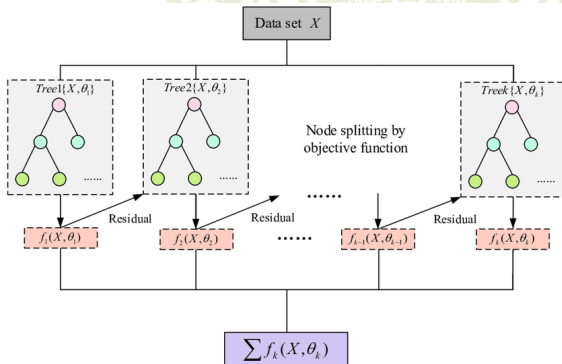 Data set X
Tree1{X,θ₁}
Tree2{X,θ₂}
Treek{X,θₖ}
Node splitting by
objective function
......
......
......
......
Residual
Residual
Residual
f₁(X,θ₁)
f₂(X,θ₂)
......
fₖ₋₁(X,θₖ₋₁)
fₖ(X,θₖ)
∑fₖ(X,θₖ)